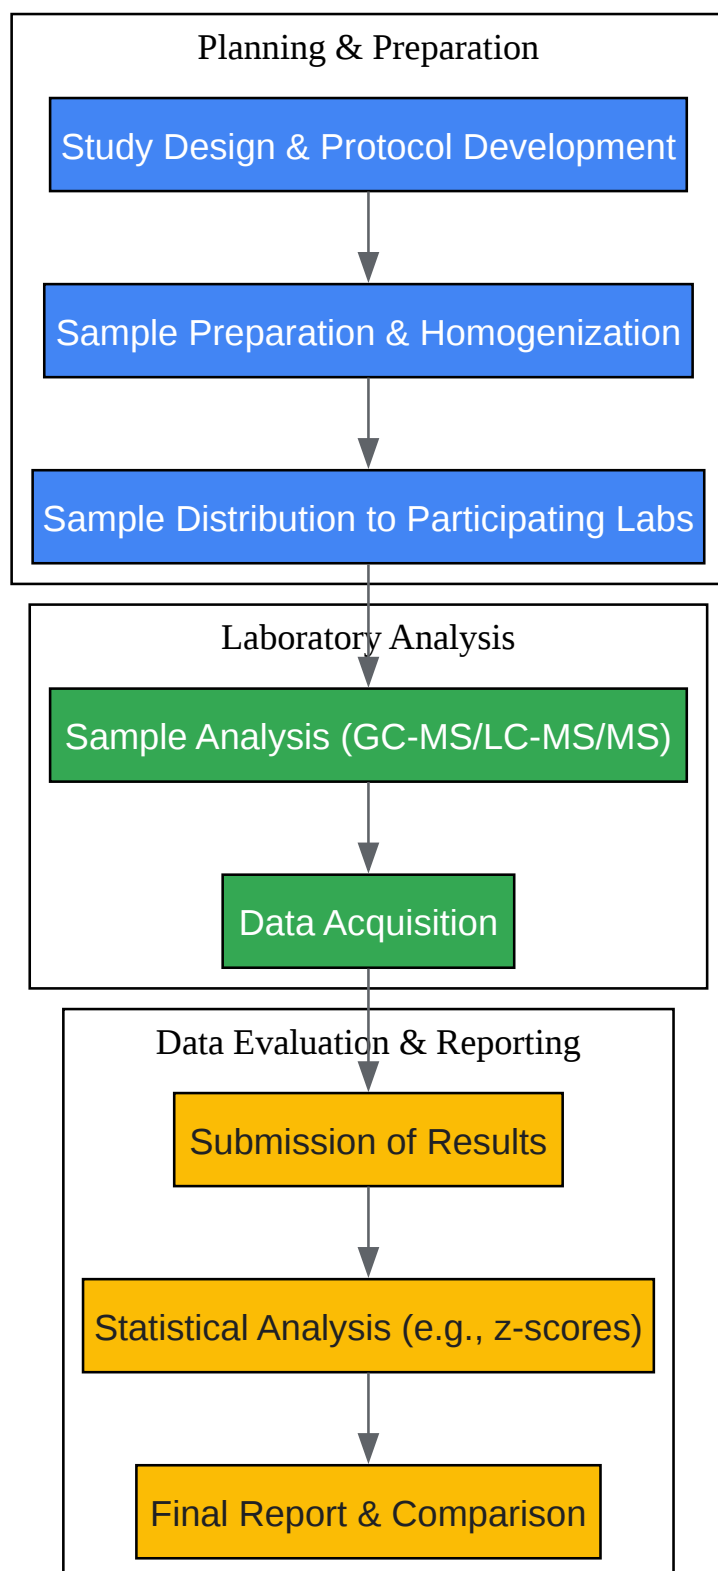 Planning & Preparation
Study Design & Protocol Development
Sample Preparation & Homogenization
Sample Distribution to Participating Labs
Laboratory Analysis
Sample Analysis (GC-MS/LC-MS/MS)
Data Acquisition
Data Evaluation & Reporting
Submission of Results
Statistical Analysis (e.g., z-scores)
Final Report & Comparison